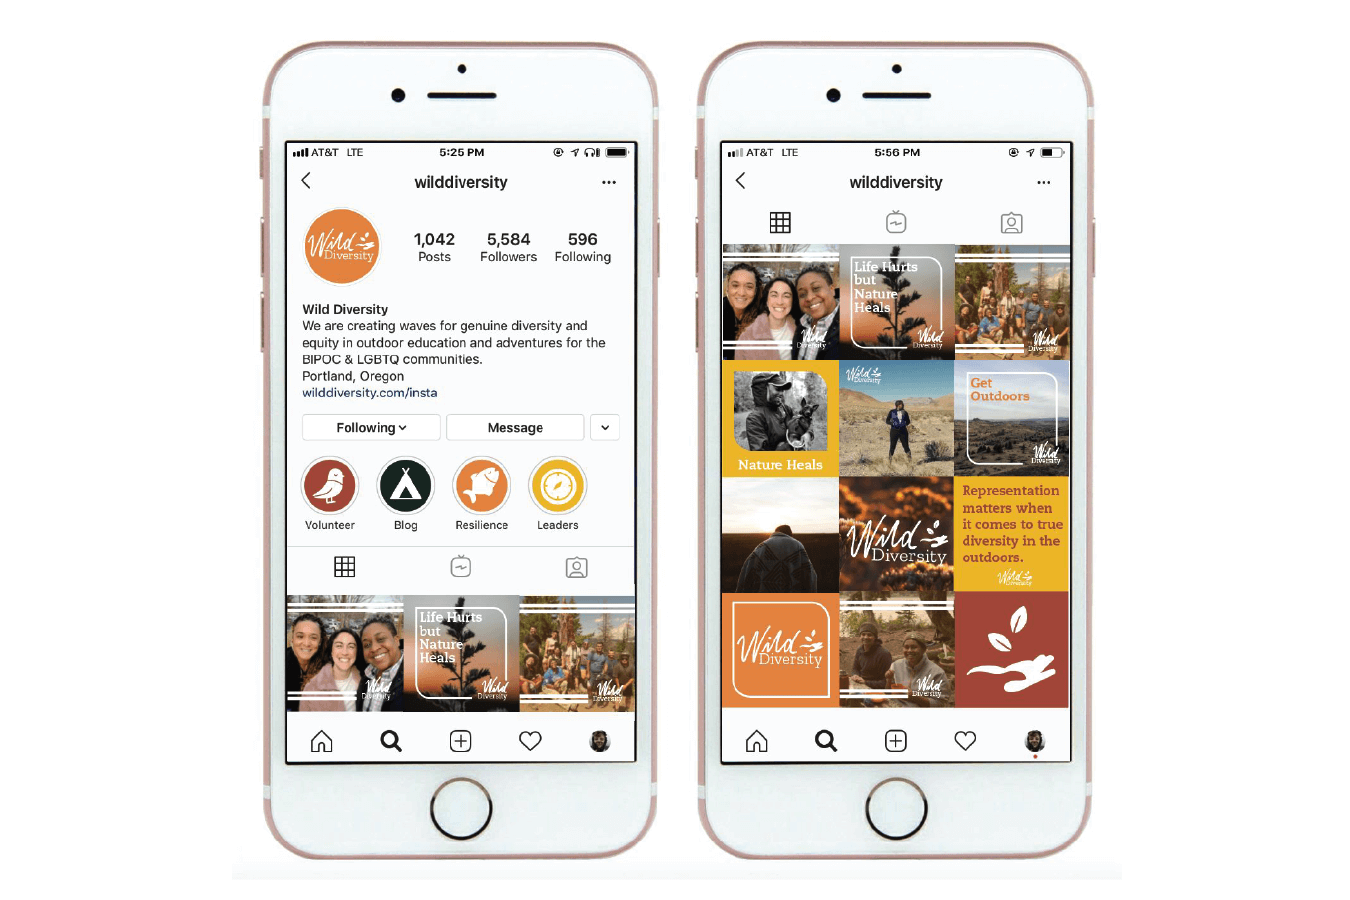 AT&T LTE
5:25 PM
wilddiversity
Wild
Diversity
1,042
Posts
5,584
Followers
596
Following
Wild Diversity
We are creating waves for genuine diversity and
equity in outdoor education and adventures for the
BIPOC & LGBTQ communities.
Portland, Oregon
wilddiversity.com/insta
Following
Message
Volunteer
Blog
Resilience
Leaders
Wild
Diversity
Life Hurts
but
Nature
Heals
Wild
Diversity
Wild
Diversity
AT&T LTE
5:56 PM
wilddiversity
Wild
Diversity
Life Hurts
but
Nature
Heals
Wild
Diversity
Wild
Diversity
Nature Heals
Wild
Diversity
Get
Outdoors
Wild
Diversity
Wild
Diversity
Representation
matters when
it comes to true
diversity in the
outdoors.
Wild
Diversity
Wild
Diversity
Wild
Diversity